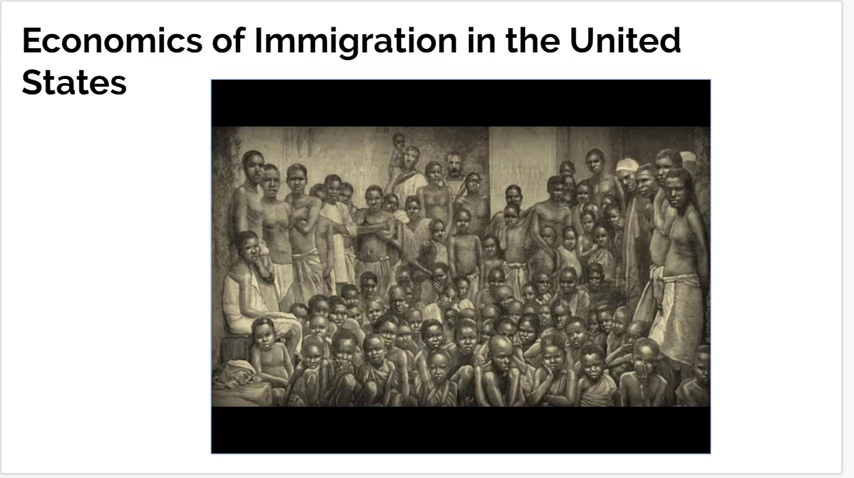 Economics of Immigration in the United
States